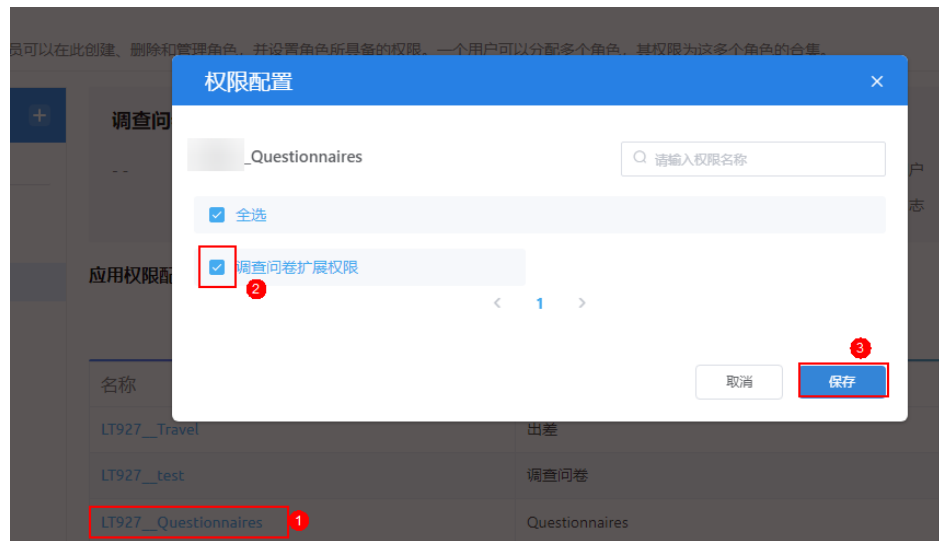 员可以在此创建、删除和管理角色，并设置角色所具备的权限。一个用户可以分配多个角色，其权限为这多个角色的合集。
权限配置
调查问
_Questionnaires
请输入权限名称
- -
户
志
全选
应用权限配
调查问卷扩展权限
2
1
3
取消
保存
名称
LT927__Travel
出差
LT927__test
调查问卷
LT927__Questionnaires
1
Questionnaires